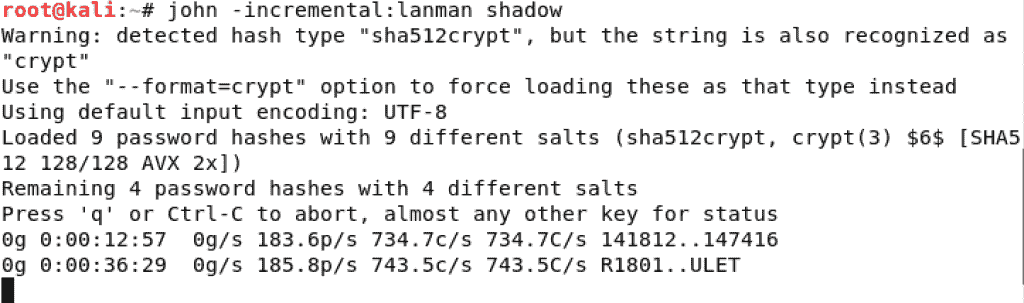 root@kali:~# john -incremental:lanman shadow
Warning: detected hash type "sha512crypt", but the string is also recognized as
"crypt"
Use the "--format=crypt" option to force loading these as that type instead
Using default input encoding: UTF-8
Loaded 9 password hashes with 9 different salts (sha512crypt, crypt(3) $6$ [SHA5
12 128/128 AVX 2x])
Remaining 4 password hashes with 4 different salts
Press 'q' or Ctrl-C to abort, almost any other key for status
0g 0:00:12:57  0g/s 183.6p/s 734.7c/s 734.7C/s 141812..147416
0g 0:00:36:29  0g/s 185.8p/s 743.5c/s 743.5C/s R1801..ULET